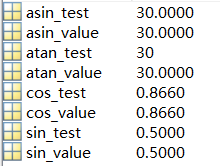 asin_test 30.0000
asin_value 30.0000
atan_test 30
atan_value 30.0000
cos_test 0.8660
cos_value 0.8660
sin_test 0.5000
sin_value 0.5000